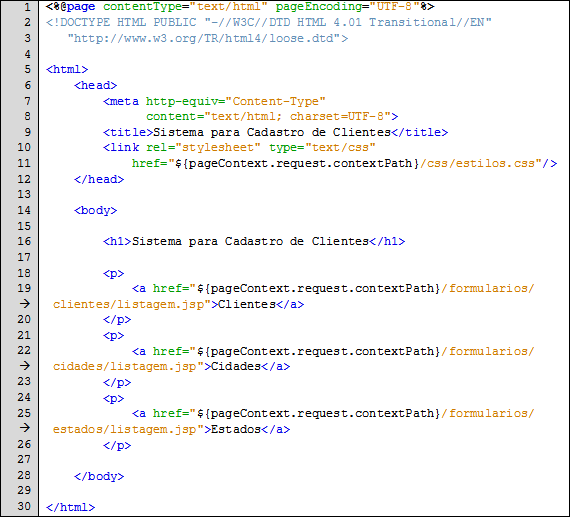 1 <%@page contentType="text/html" pageEncoding="UTF-8"%>
2 <!DOCTYPE HTML PUBLIC "-//W3C//DTD HTML 4.01 Transitional//EN"
3 "http://www.w3.org/TR/html4/loose.dtd">
4
5 <html>
6 <head>
7 <meta http-equiv="Content-Type"
8 content="text/html; charset=UTF-8">
9 <title>Sistema para Cadastro de Clientes</title>
10 <link rel="stylesheet" type="text/css"
11 href="${pageContext.request.contextPath}/css/estilos.css"/>
12 </head>
13
14 <body>
15
16 <h1>Sistema para Cadastro de Clientes</h1>
17
18 <p>
19 <a href="${pageContext.request.contextPath}/formularios/
→ clientes/listagem.jsp">Clientes</a>
20 </p>
21 <p>
22 <a href="${pageContext.request.contextPath}/formularios/
→ cidades/listagem.jsp">Cidades</a>
23 </p>
24 <p>
25 <a href="${pageContext.request.contextPath}/formularios/
→ estados/listagem.jsp">Estados</a>
26 </p>
27
28 </body>
29
30 </html>